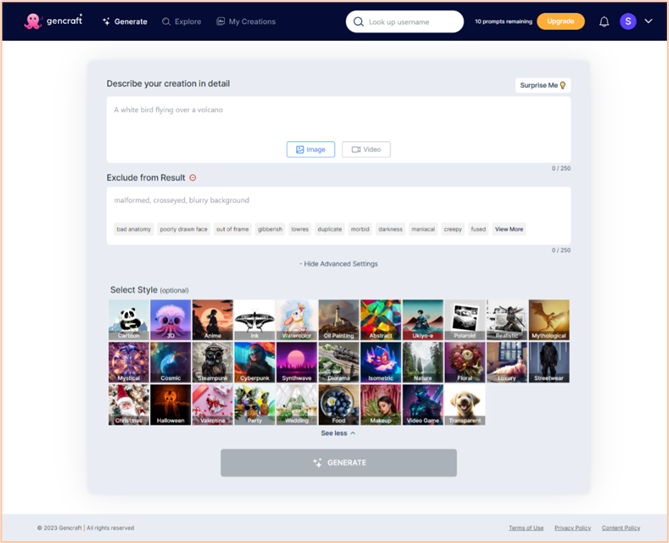 gencraft Generate Explore My Creations Look up username 10 prompts remaining Upgrade S
Describe your creation in detail Surprise Me
A white bird flying over a volcano
Image Video
0 / 250
Exclude from Result
malformed, crosseyed, blurry background
bad anatomy poorly drawn face out of frame gibberish lowres duplicate morbid darkness maniacal creepy fused View More
0 / 250
- Hide Advanced Settings
Select Style (optional)
Cartoon 3D Anime Ink Watercolor Oil Painting Abstract Ukiyo-e Polaroid Realistic Mythological
Mystical Cosmic Steampunk Cyberpunk Synthwave Diorama Isometric Nature Floral Luxury Streetwear
Christmas Halloween Valentine Party Wedding Food Makeup Video Game Transparent
See less
GENERATE
© 2023 Gencraft | All rights reserved Terms of Use Privacy Policy Content Policy